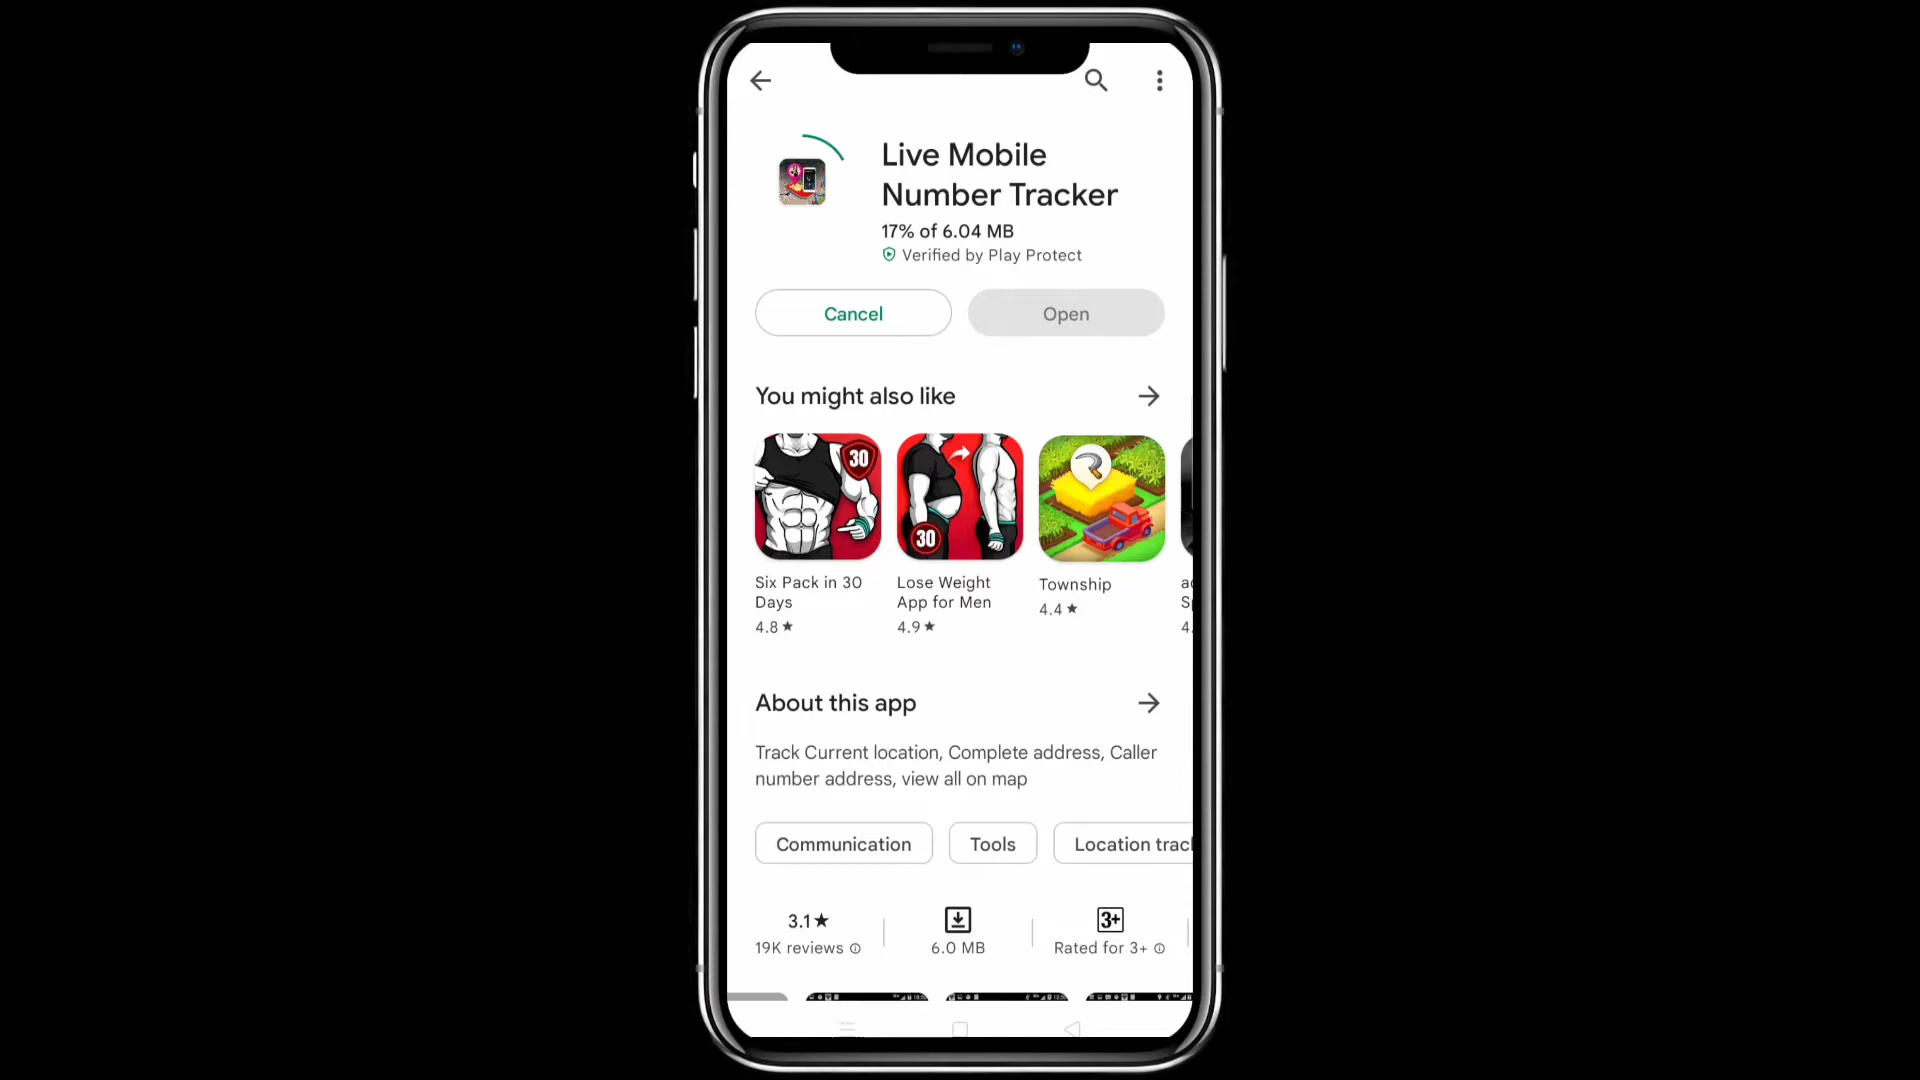 Live Mobile
Number Tracker
17% of 6.04 MB
Verified by Play Protect
Cancel
Open
You might also like
30
30
Six Pack in 30
Days
4.8★
Lose Weight
App for Men
4.9★
Township
4.4★
4.
About this app
Track Current location, Complete address, Caller
number address, view all on map
Communication
Tools
Location
3.1★
19K reviews
6.0 MB
3+
Rated for 3+